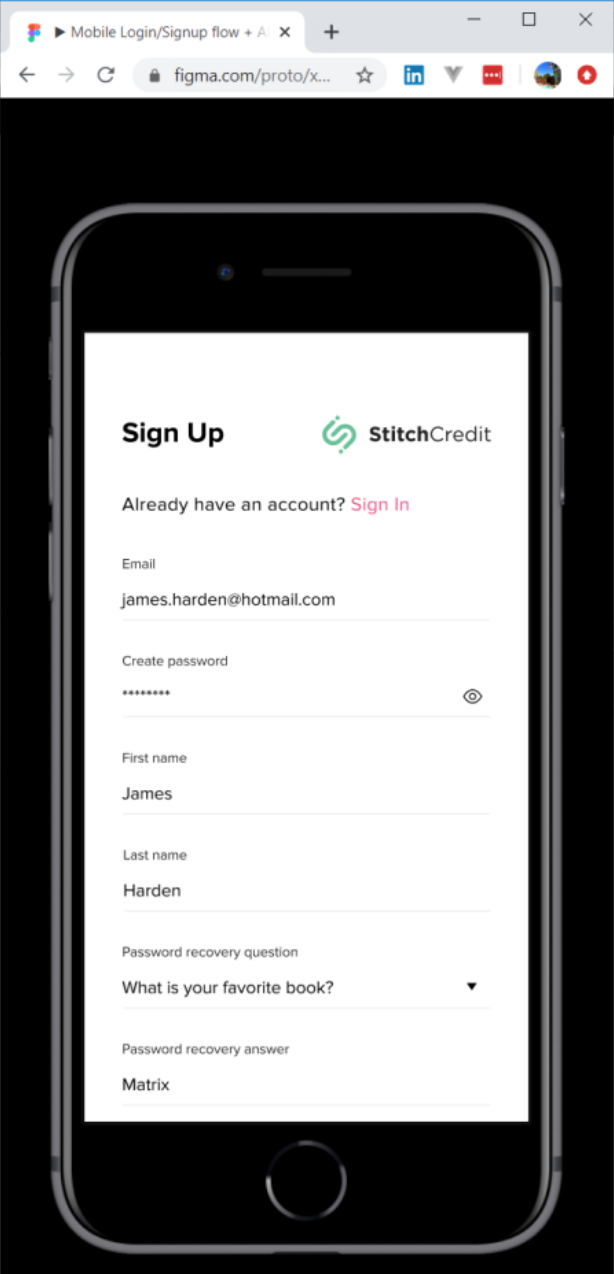 Mobile Login/Signup flow + A
figma.com/proto/x...
in
Sign Up
StitchCredit
Already have an account? Sign In
Email
james.harden@hotmail.com
Create password
********
First name
James
Last name
Harden
Password recovery question
What is your favorite book?
Password recovery answer
Matrix